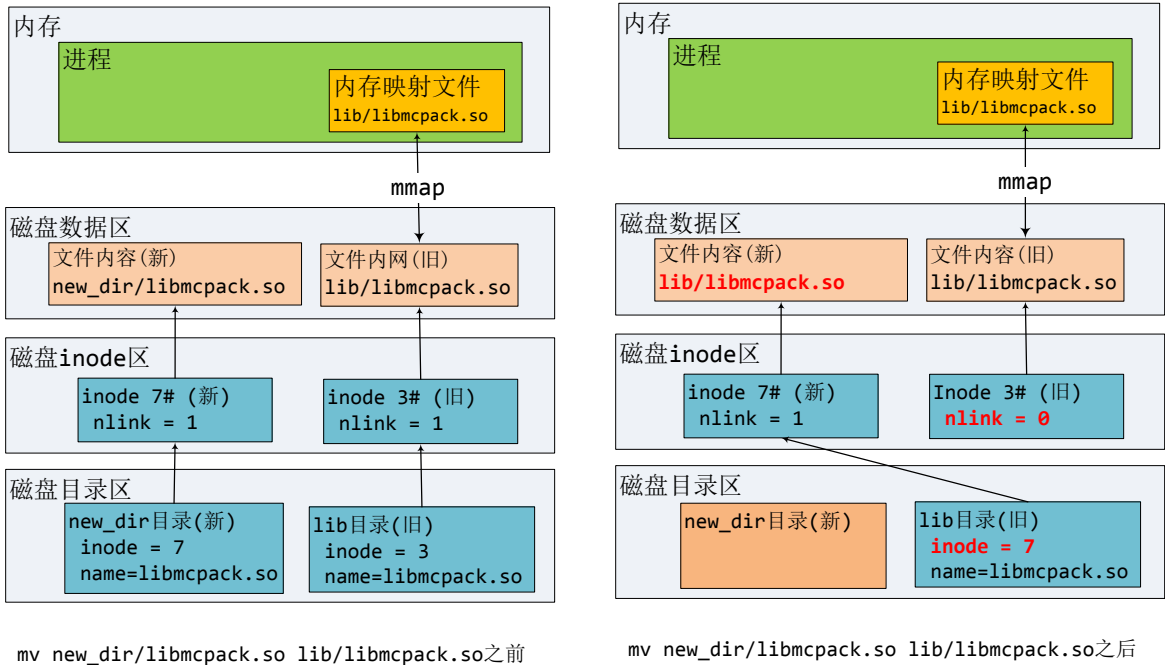 内存
进程
内存映射文件
lib/libmcpack.so
mmap
磁盘数据区
文件内容(新)
new_dir/libmcpack.so
文件内网(旧)
lib/libmcpack.so
磁盘inode区
inode 7# (新)
nlink = 1
inode 3# (旧)
nlink = 1
磁盘目录区
new_dir目录(新)
inode = 7
name=libmcpack.so
lib目录(旧)
inode = 3
name=libmcpack.so
mv new_dir/libmcpack.so lib/libmcpack.so之前
内存
进程
内存映射文件
lib/libmcpack.so
mmap
磁盘数据区
文件内容(新)
lib/libmcpack.so
文件内容(旧)
lib/libmcpack.so
磁盘inode区
inode 7# (新)
nlink = 1
Inode 3# (旧)
nlink = 0
磁盘目录区
new_dir目录(新)
lib目录(旧)
inode = 7
name=libmcpack.so
mv new_dir/libmcpack.so lib/libmcpack.so之后